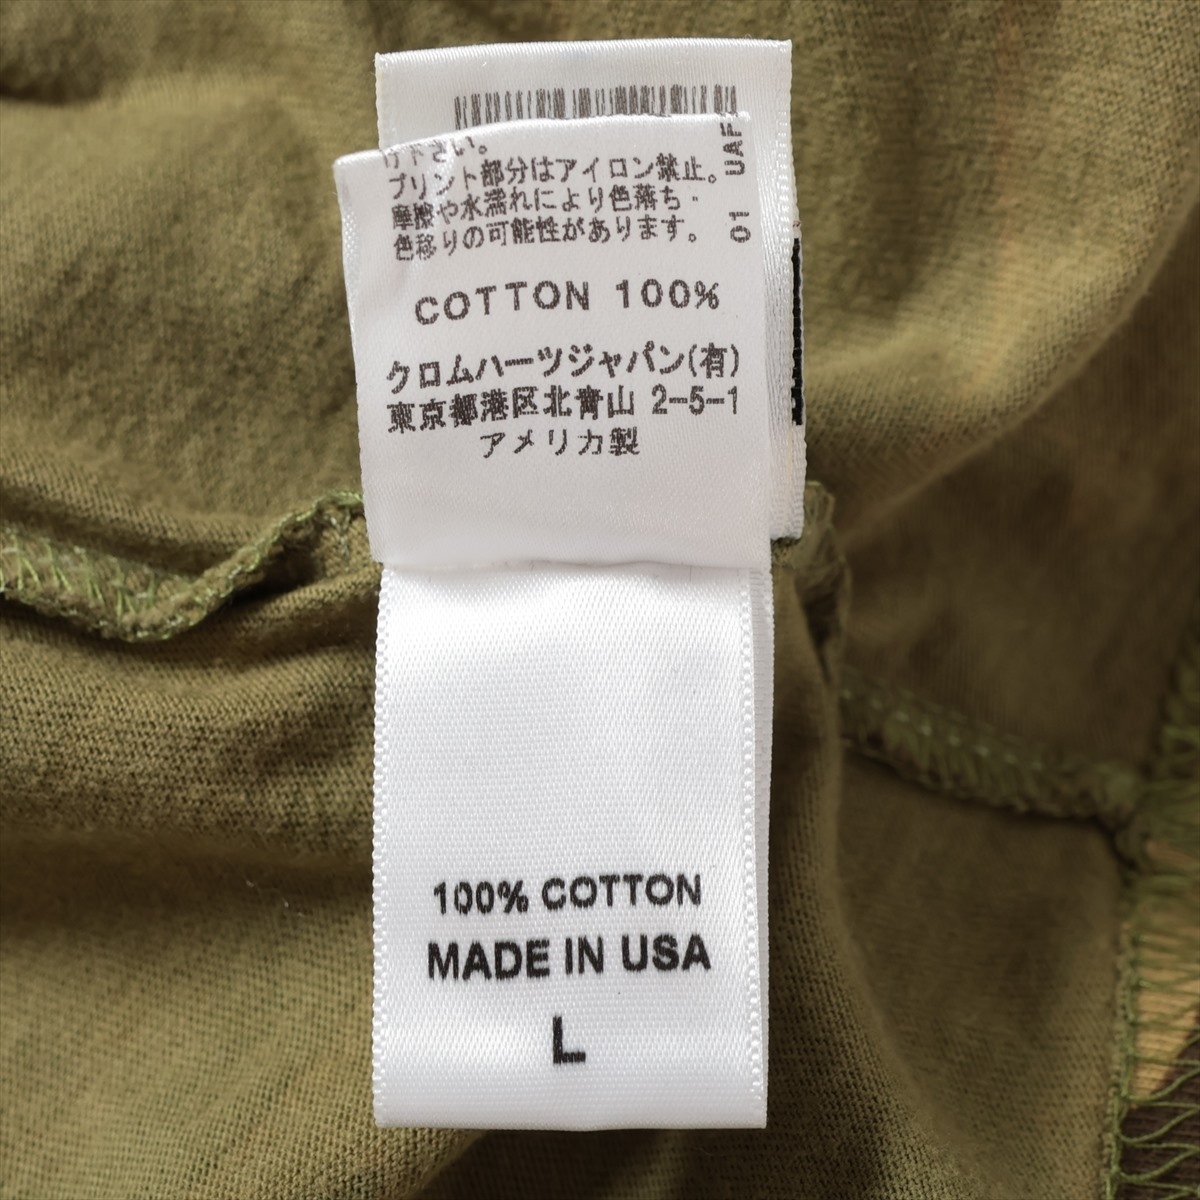 け下さい。
プリント部分はアイロン禁止。
摩擦や水濡れにより色落ち・
色移りの可能性があります。
COTTON 100%
クロムハーツジャパン(有)
東京都港区北青山 2-5-1
アメリカ製
01 UAF
100% COTTON
MADE IN USA
L